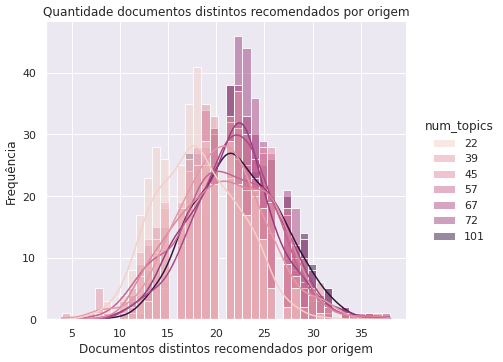 Quantidade documentos distintos recomendados por origem
Frequência
40
30
20
10
0
5 10 15 20 25 30 35
Documentos distintos recomendados por origem
num_topics
22
39
45
57
67
72
101